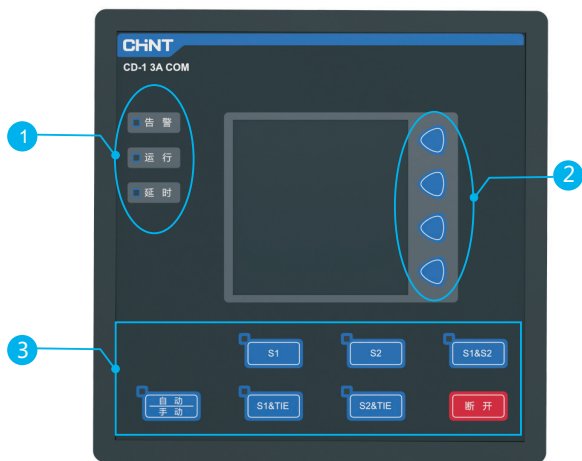 CHNT
CD-1 3A COM
告警
运行
延时
1
2
3
S1
S2
S1&S2
自动
手动
S1&TIE
S2&TIE
断开